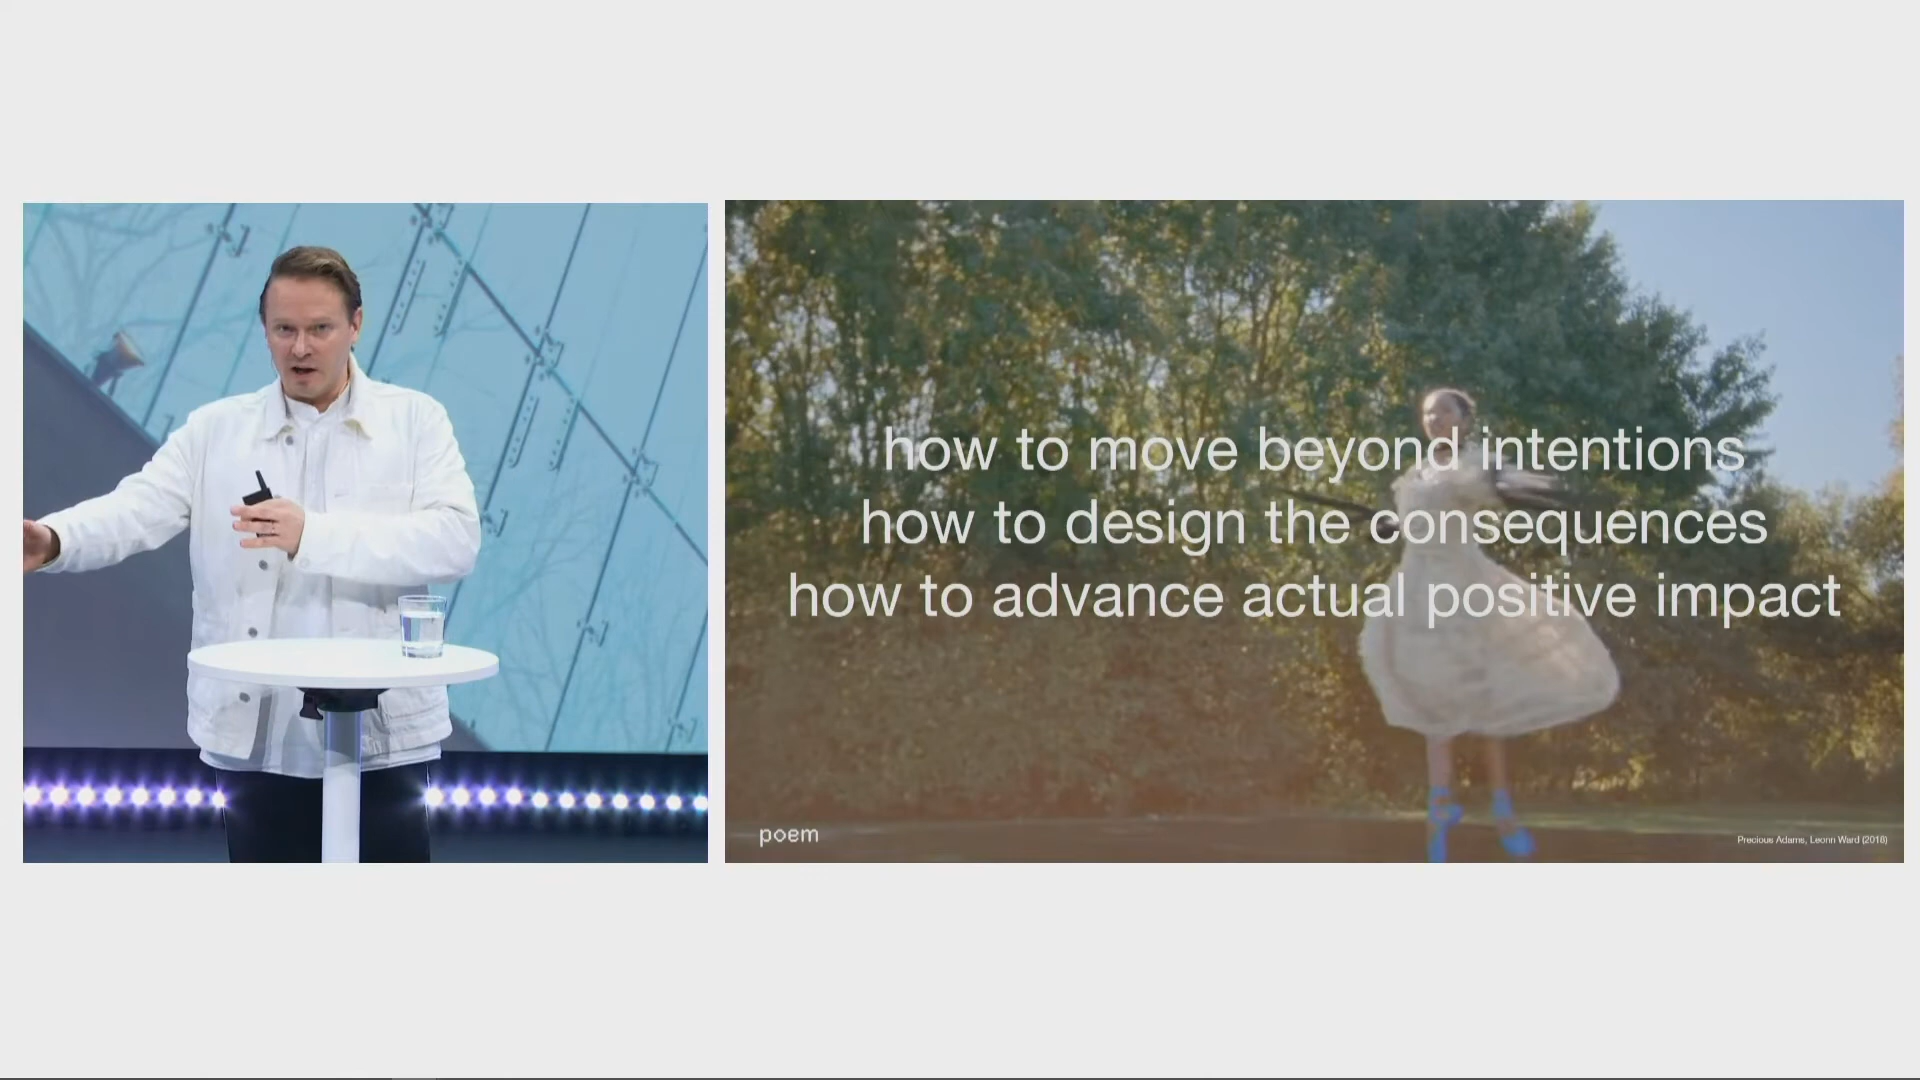 how to move beyond intentions
how to design the consequences
how to advance actual positive impact
poem
Precious Adams, Leonn Ward (2018)